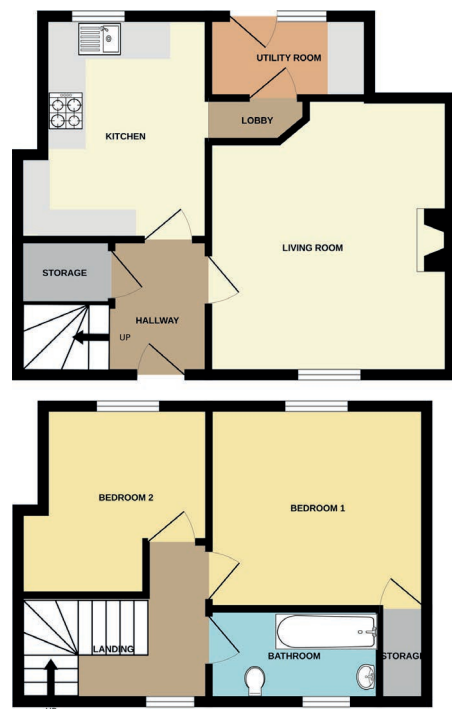 UTILITY ROOM
LOBBY
KITCHEN
LIVING ROOM
STORAGE
HALLWAY
UP
BEDROOM 2
BEDROOM 1
LANDING
BATHROOM
STORAGE